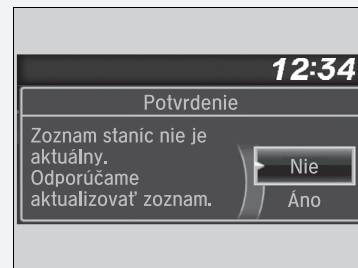 12:34
Potvrdenie
Zoznam staníc nie je
aktuálny.
Odporúčame
aktualizovať zoznam.
Nie
Áno